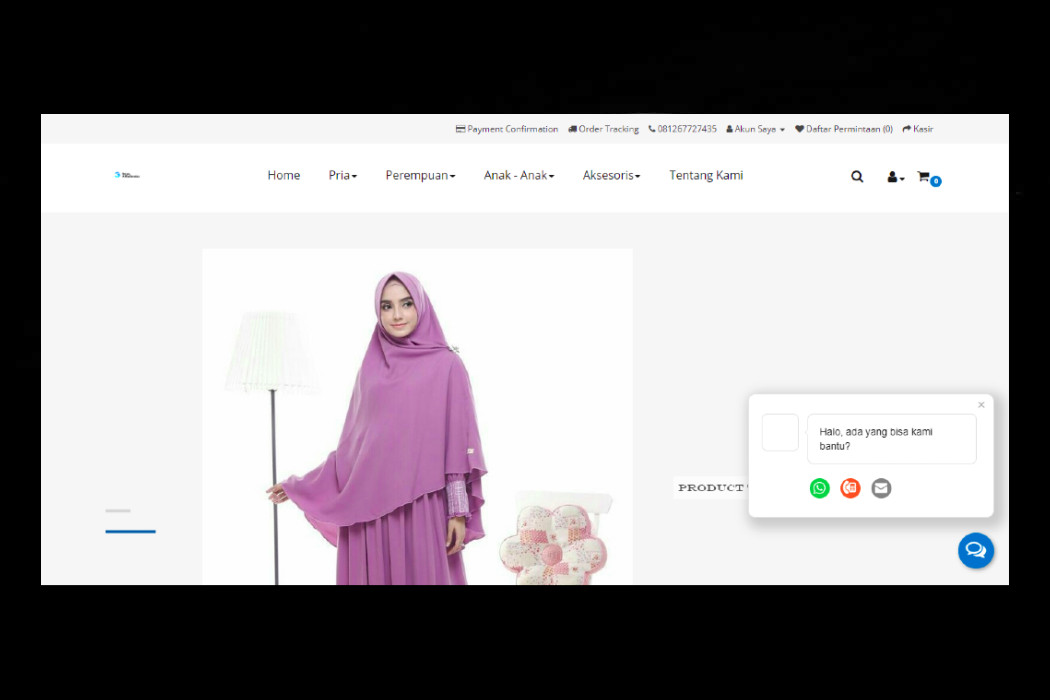 Payment Confirmation Order Tracking 081267727435 Akun Saya Daftar Permintaan (0) Kasir
Home Pria Perempuan Anak - Anak Aksesoris Tentang Kami
0
Halo, ada yang bisa kami
bantu?
PRODUCT